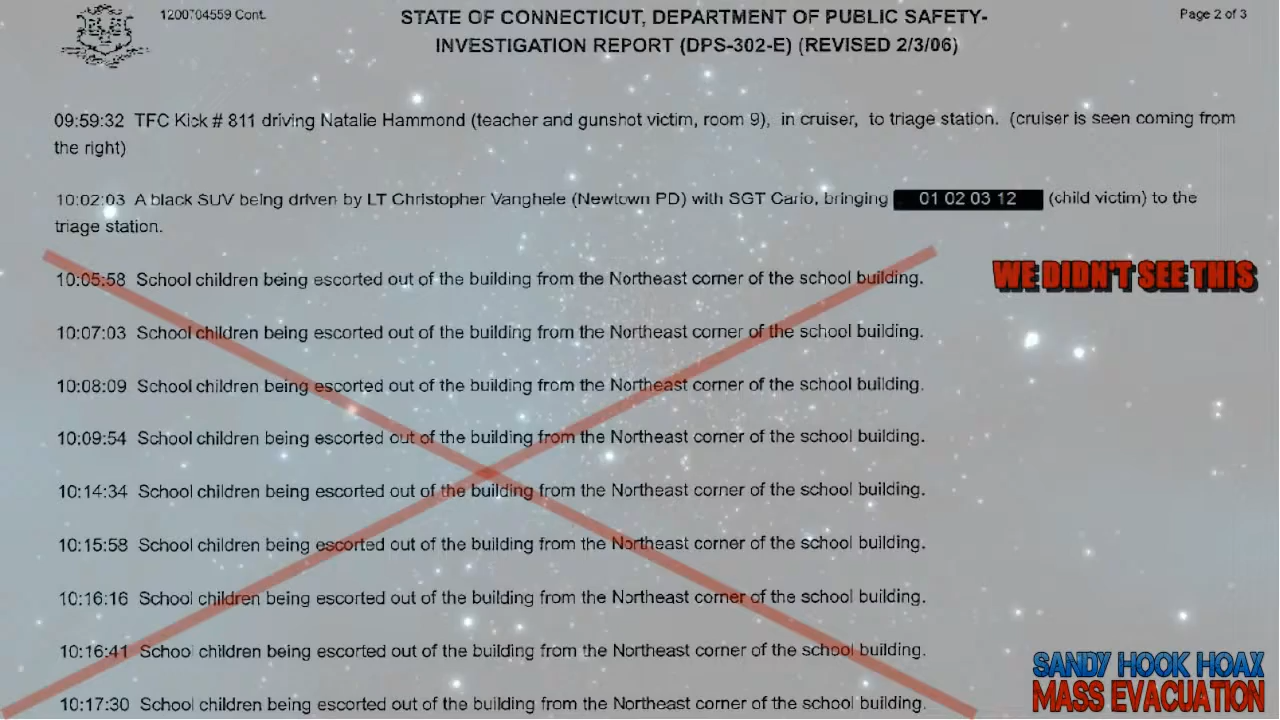 1200704559 Cont.
STATE OF CONNECTICUT, DEPARTMENT OF PUBLIC SAFETY-
Page 2 of 3
INVESTIGATION REPORT (DPS-302-E) (REVISED 2/3/06)
09:59:32 TFC Kick # 811 driving Natalie Hammond (teacher and gunshot victim, room 9), in cruiser, to triage station. (cruiser is seen coming from
the right)
10:02:03 A black SUV being driven by LT Christopher Vanghele (Newtown PD) with SGT Cario, bringing 01 02 03 12 (child victim) to the
triage station.
10:05:58 School children being escorted out of the building from the Northeast corner of the school building.
WE DIDN'T SEE THIS
10:07:03 School children being escorted out of the building from the Northeast corner of the school building.
10:08:09 School children being escorted out of the building from the Northeast corner of the school building.
10:09:54 School children being escorted out of the building from the Northeast corner of the school building.
10:14:34 School children being escorted out of the building from the Northeast corner of the school building.
10:15:58 School children being escorted out of the building from the Northeast corner of the school building.
10:16:16 School children being escorted out of the building from the Northeast corner of the school building.
10:16:41 School children being escorted out of the building from the Northeast corner of the school building.
10:17:30 School children being escorted out of the building from the Northeast corner of the school building.
SANDY HOOK HOAX
MASS EVACUATION